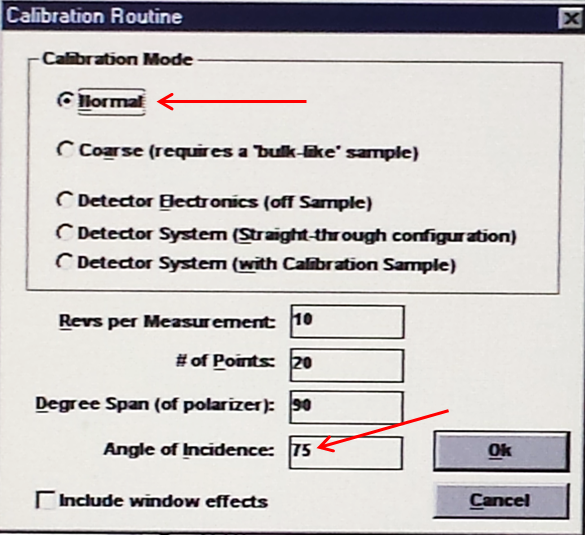 Calibration Routine
Calibration Mode
Normal
Coarse (requires a 'bulk-like' sample)
Detector Electronics (off Sample)
Detector System (Straight-through configuration)
Detector System (with Calibration Sample)
Revs per Measurement: 10
# of Points: 20
Degree Span (of polarizer): 90
Angle of Incidence: 75
Ok
Include window effects
Cancel